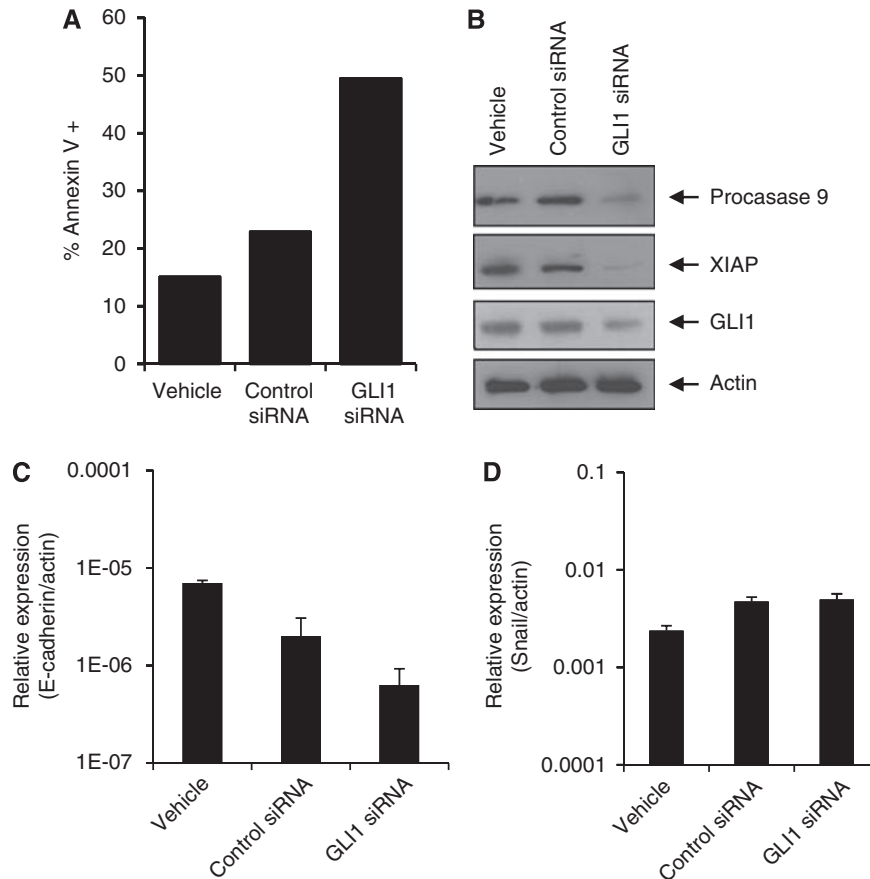 A
60
50
40
30
20
10
0
% Annexin V +
Vehicle
Control
siRNA
GLI1
siRNA
B
Vehicle
Control siRNA
GLI1 siRNA
Procasase 9
XIAP
GLI1
Actin
C
0.0001
1E-05
1E-06
1E-07
Relative expression
(E-cadherin/actin)
Vehicle
Control siRNA
GLI1 siRNA
D
0.1
0.01
0.001
0.0001
Relative expression
(Snail/actin)
Vehicle
Control siRNA
GLI1 siRNA